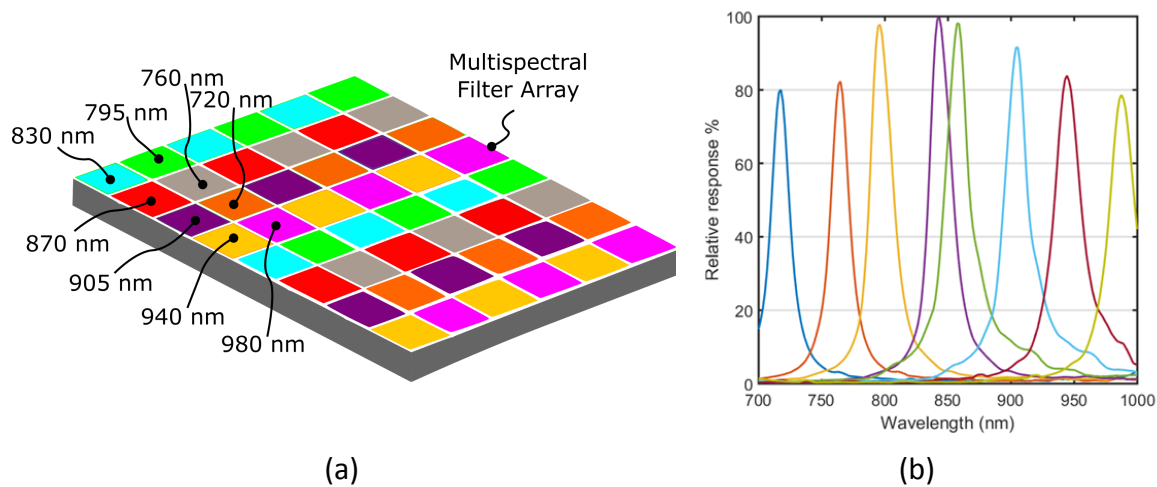 Multispectral
Filter Array
760 nm
720 nm
795 nm
830 nm
870 nm
905 nm
940 nm
980 nm
(a)
100
80
60
40
20
0
Relative response %
700
750
800
850
900
950
1000
Wavelength (nm)
(b)